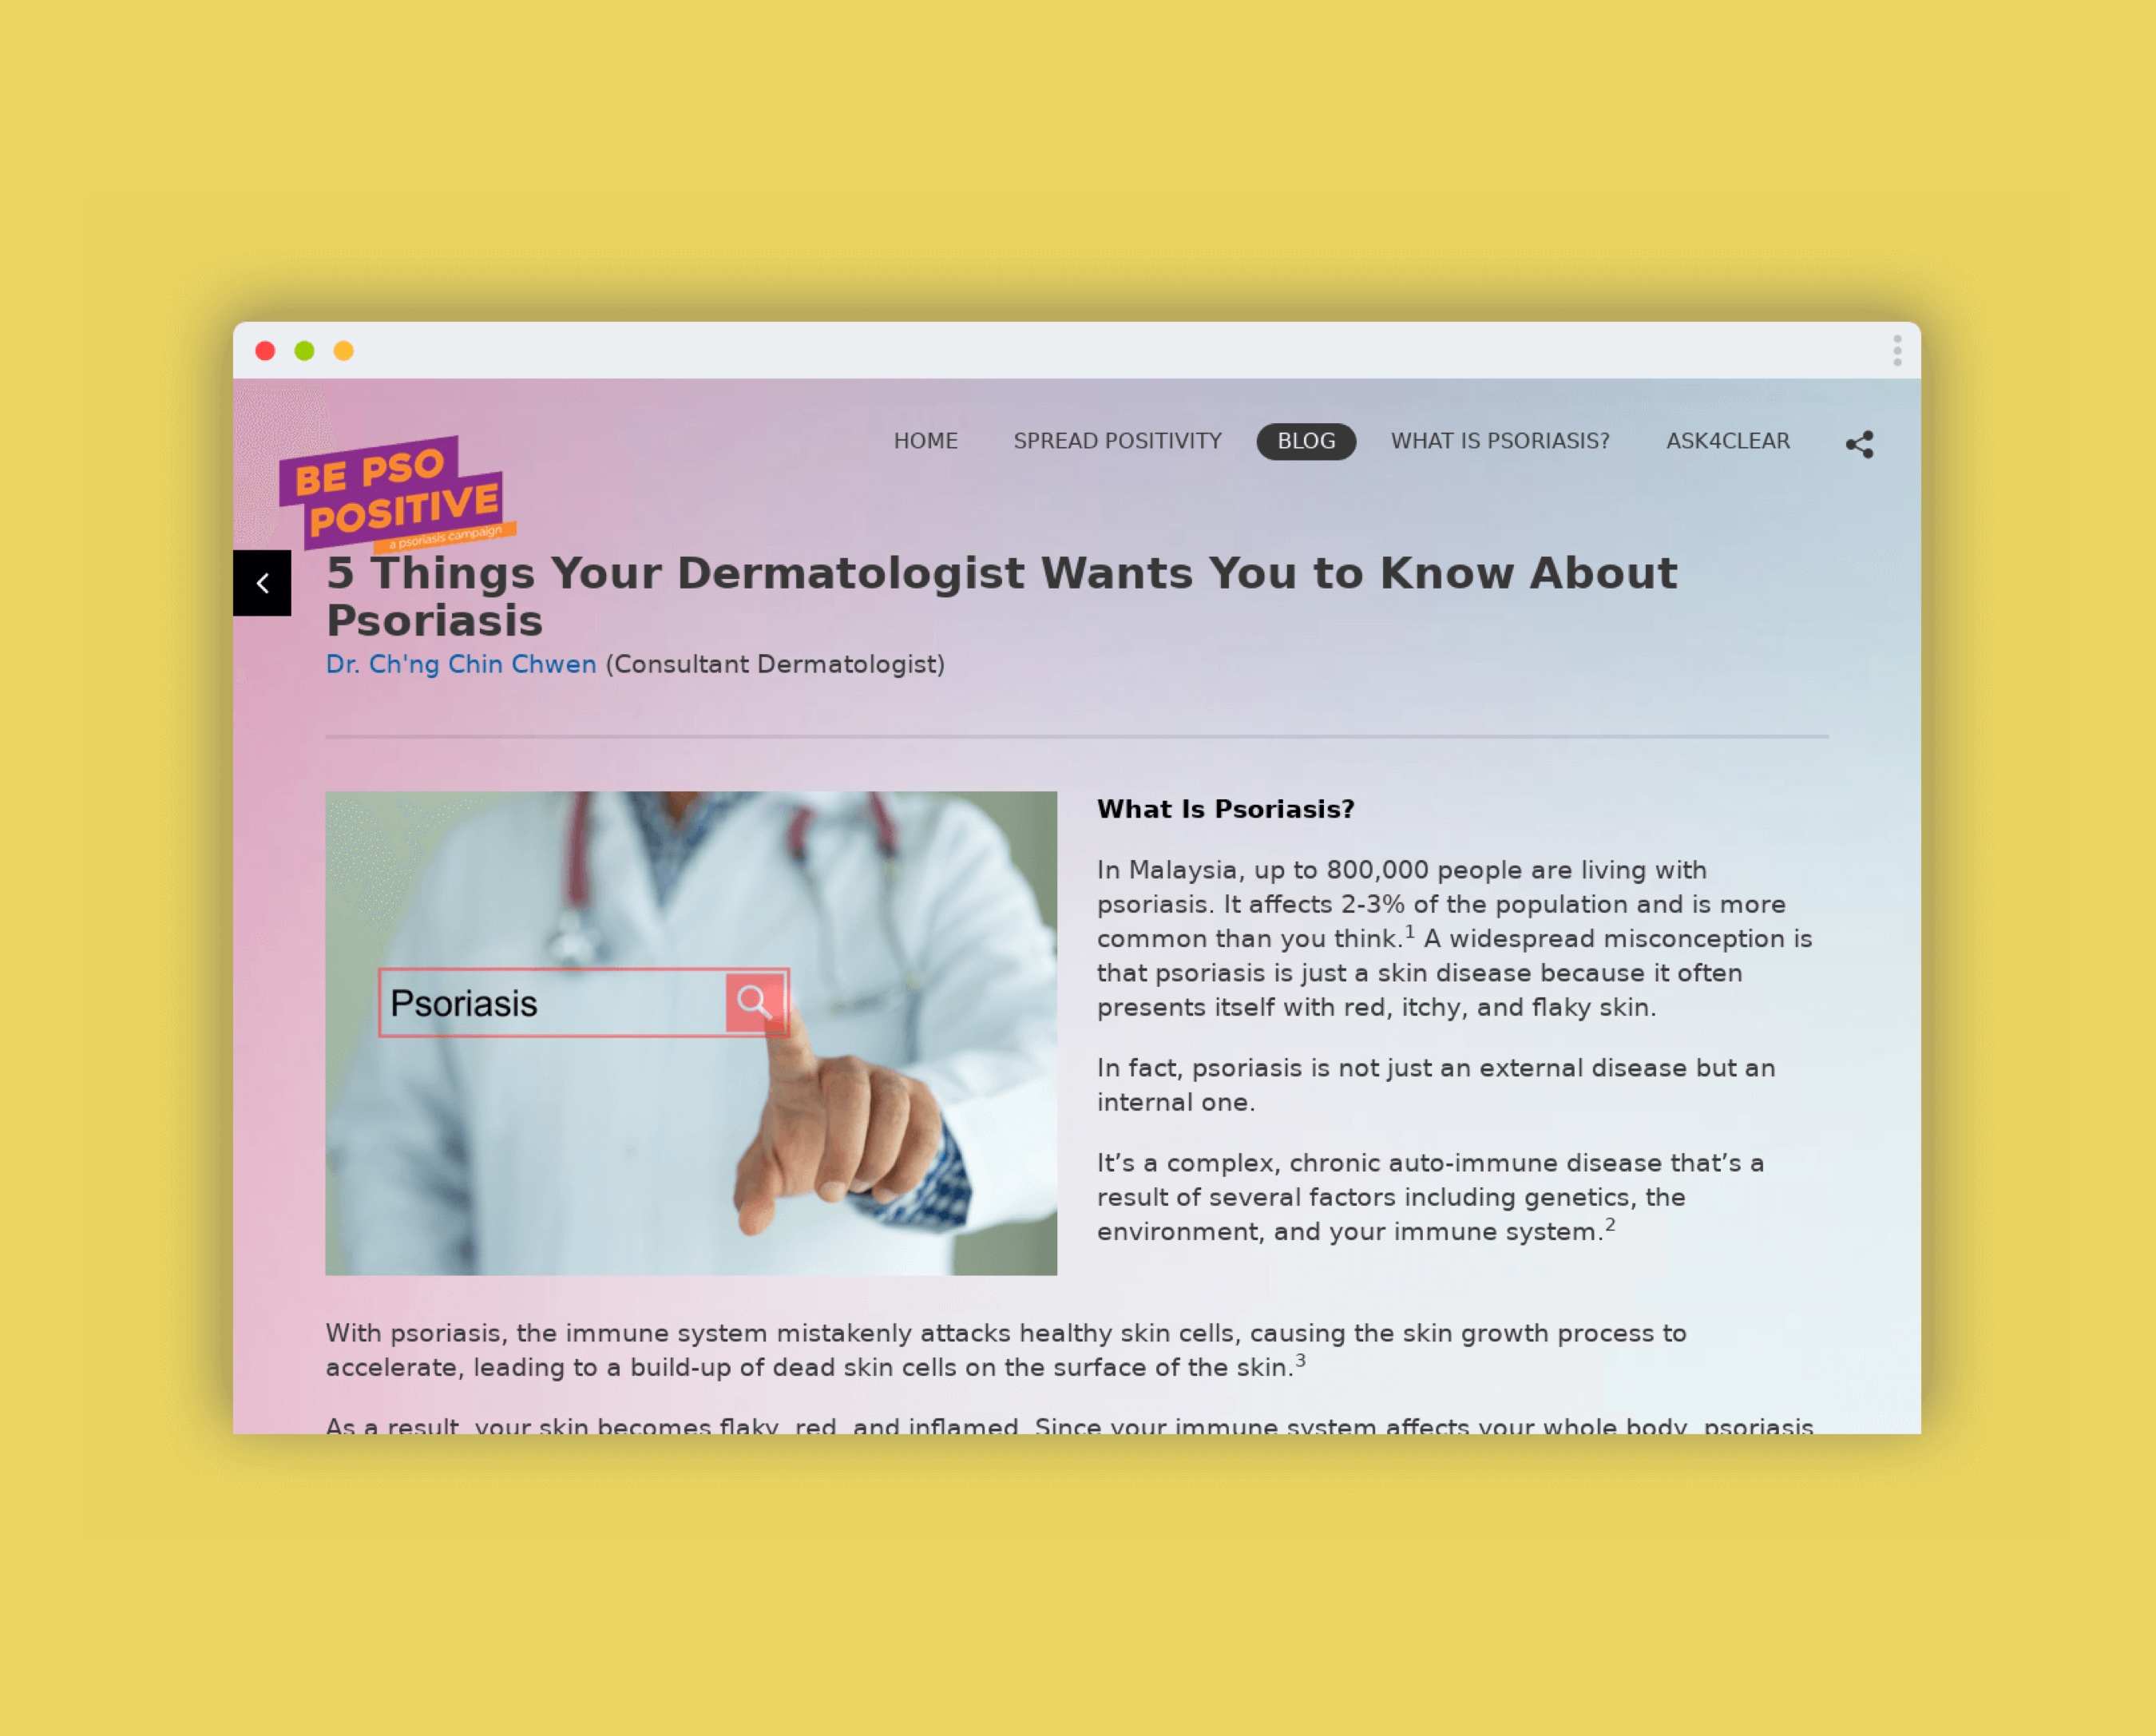 HOME SPREAD POSITIVITY BLOG WHAT IS PSORIASIS? ASK4CLEAR
BE PSO
POSITIVE
a psoriasis campaign
5 Things Your Dermatologist Wants You to Know About
Psoriasis
Dr. Ch'ng Chin Chwen (Consultant Dermatologist)
Psoriasis
What Is Psoriasis?
In Malaysia, up to 800,000 people are living with
psoriasis. It affects 2-3% of the population and is more
common than you think.1 A widespread misconception is
that psoriasis is just a skin disease because it often
presents itself with red, itchy, and flaky skin.
In fact, psoriasis is not just an external disease but an
internal one.
It’s a complex, chronic auto-immune disease that’s a
result of several factors including genetics, the
environment, and your immune system.2
With psoriasis, the immune system mistakenly attacks healthy skin cells, causing the skin growth process to
accelerate, leading to a build-up of dead skin cells on the surface of the skin.3
As a result, your skin becomes flaky, red, and inflamed. Since your immune system affects your whole body, psoriasis